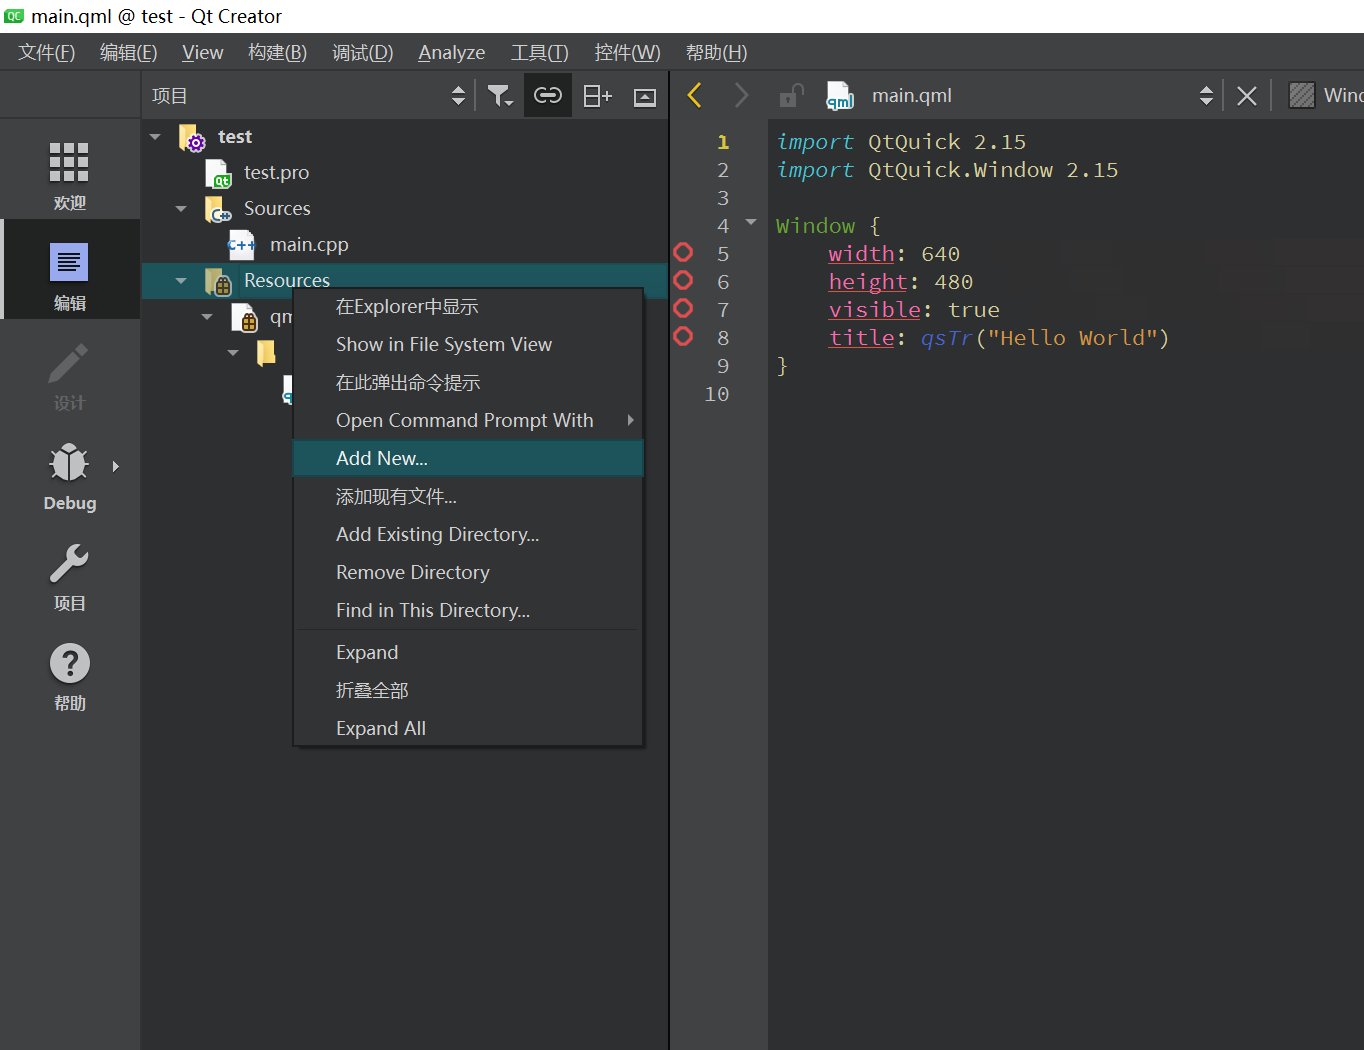 QC main.qml @ test - Qt Creator
文件(F) 编辑(E) View 构建(B) 调试(D) Analyze 工具(T) 控件(W) 帮助(H)
项目
main.qml
欢迎
编辑
设计
Debug
项目
帮助
test
test.pro
Sources
main.cpp
Resources
在Explorer中显示
Show in File System View
在此弹出命令提示
Open Command Prompt With
Add New...
添加现有文件...
Add Existing Directory...
Remove Directory
Find in This Directory...
Expand
折叠全部
Expand All
1 import QtQuick 2.15
2 import QtQuick.Window 2.15
3
4 Window {
5 width: 640
6 height: 480
7 visible: true
8 title: qsTr("Hello World")
9 }
10